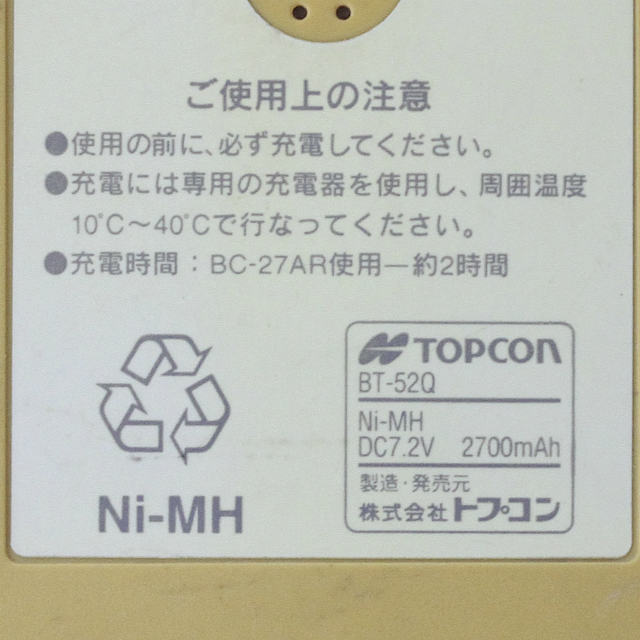 ご使用上の注意
●使用の前に、必ず充電してください。
●充電には専用の充電器を使用し、周囲温度
10°C～40°Cで行なってください。
●充電時間：BC-27AR使用―約2時間
TOPCON
BT-52Q
Ni-MH
DC7.2V 2700mAh
製造・発売元
株式会社トプコン
Ni-MH